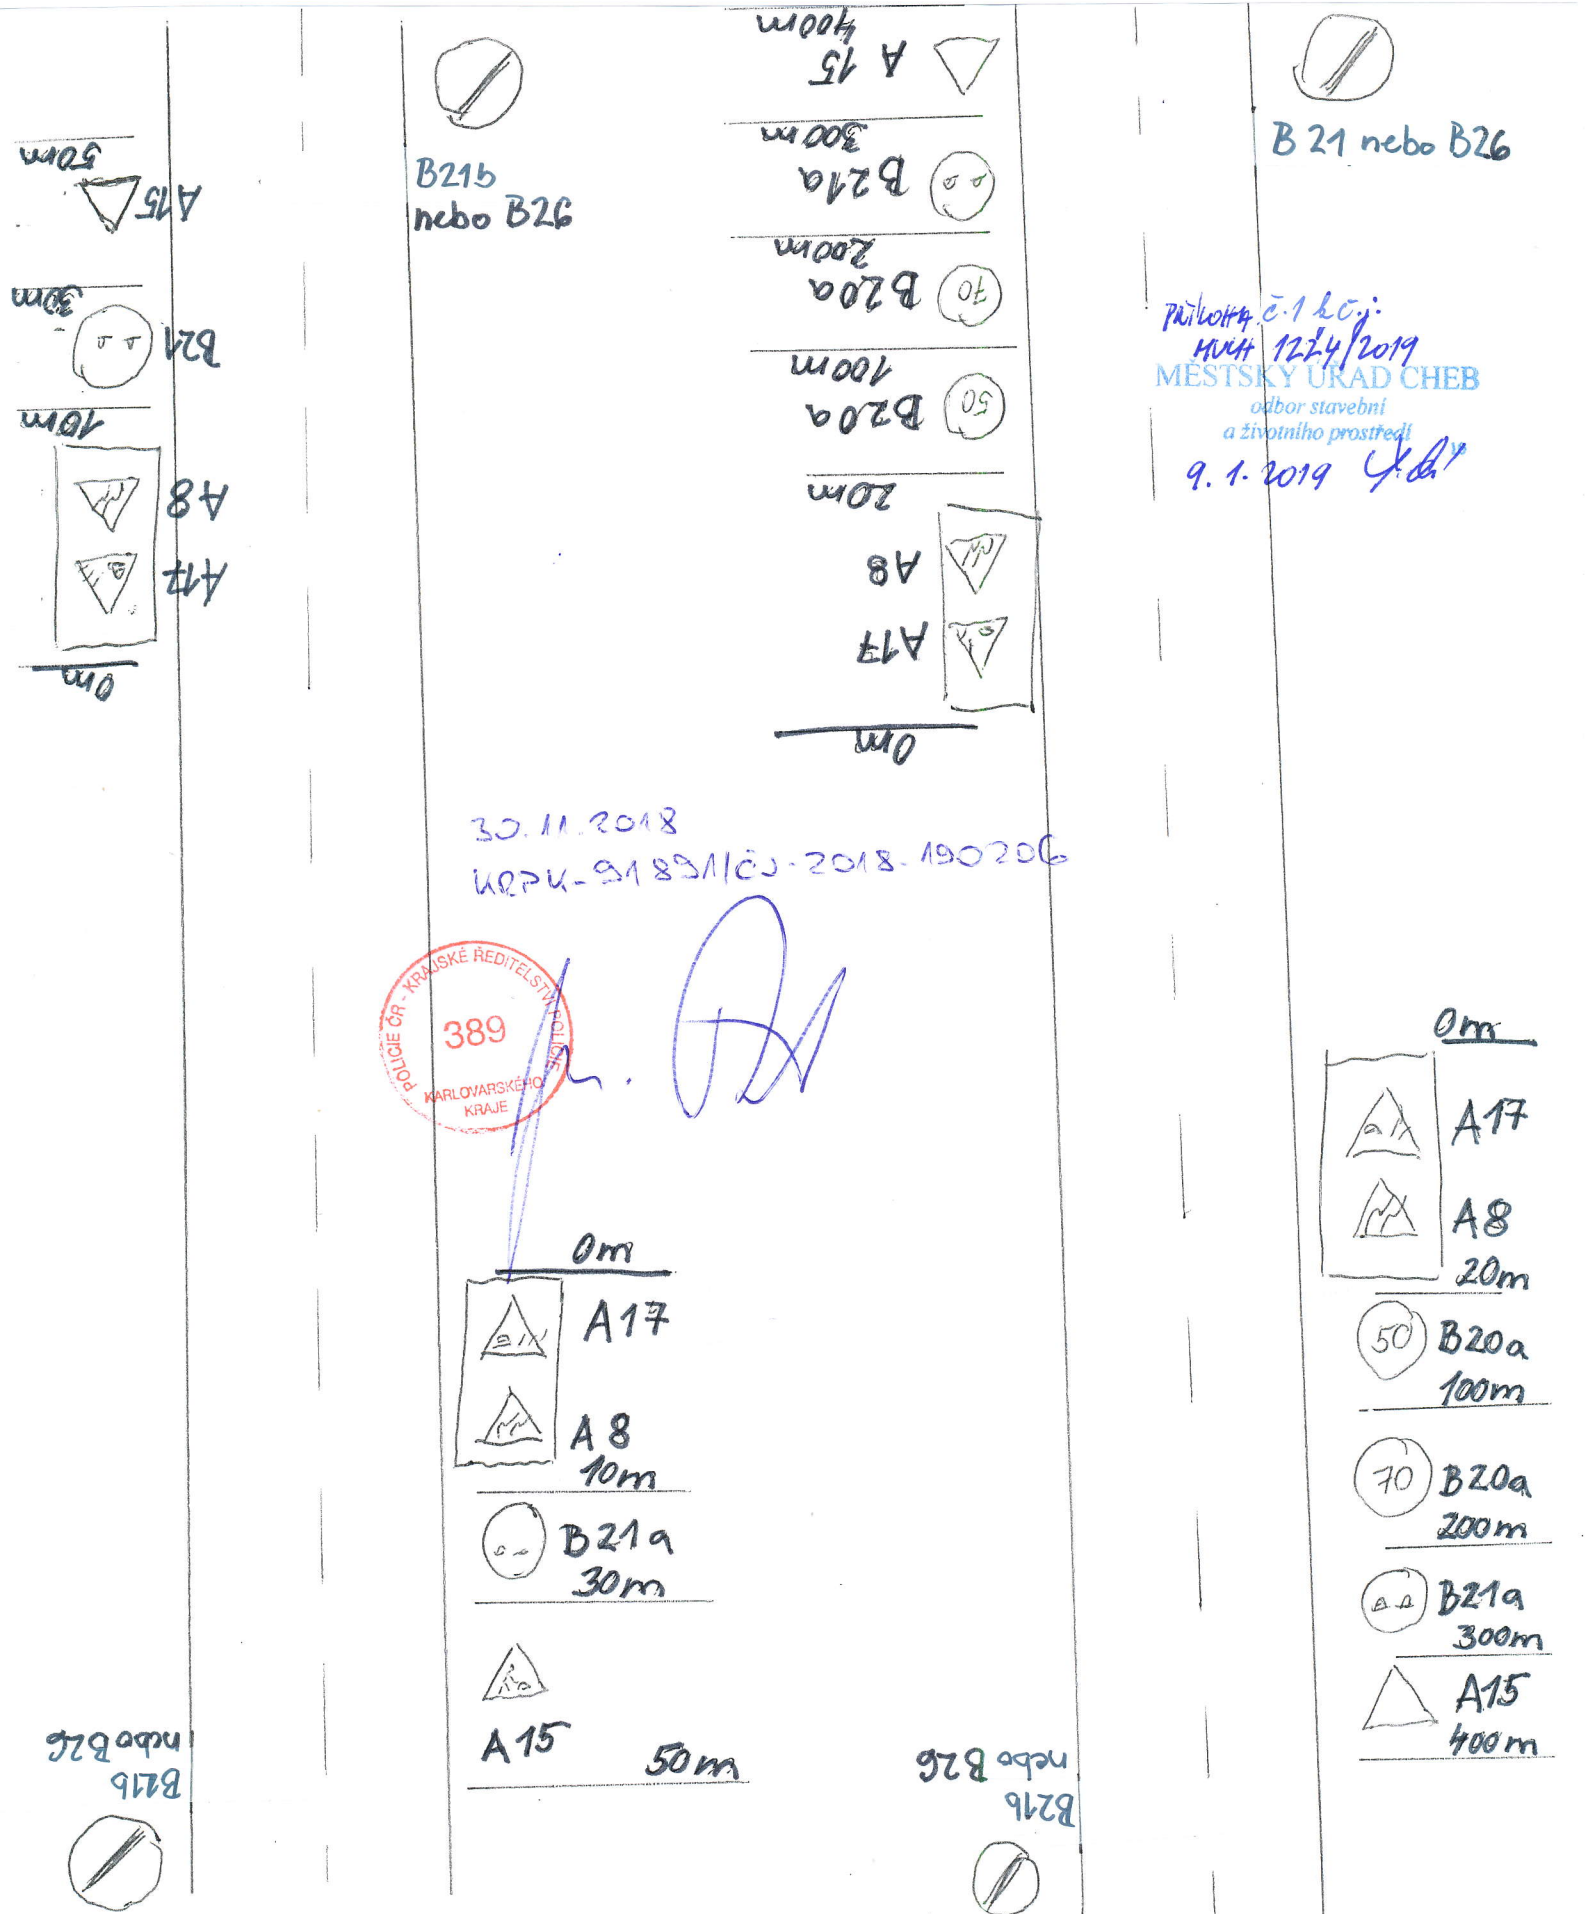 50m
A15
30m
B21
10m
A8
A17
0m
B21b
nebo B26
B21b
nebo B26
0m
A17
A8
10m
B21a
30m
A15
50m
400m
A 15
300m
B21a
200m
70
B20a
100m
50
B20a
20m
A8
A17
0m
30.11.2018
KRPK-91891/ČJ-2018-190206
POLICIE ČR - KRAJSKÉ ŘEDITELSTVÍ POLICIE
389
KARLOVARSKÉHO
KRAJE
B21b
nebo B26
B 21 nebo B26
PŘÍLOHA č.1 k č.j.
1224/2019
MĚSTSKÝ ÚŘAD CHEB
odbor stavební
a životního prostředí
9.1.2019
0m
A17
A8
20m
50
B20a
100m
70
B20a
200m
B21a
300m
A15
400m